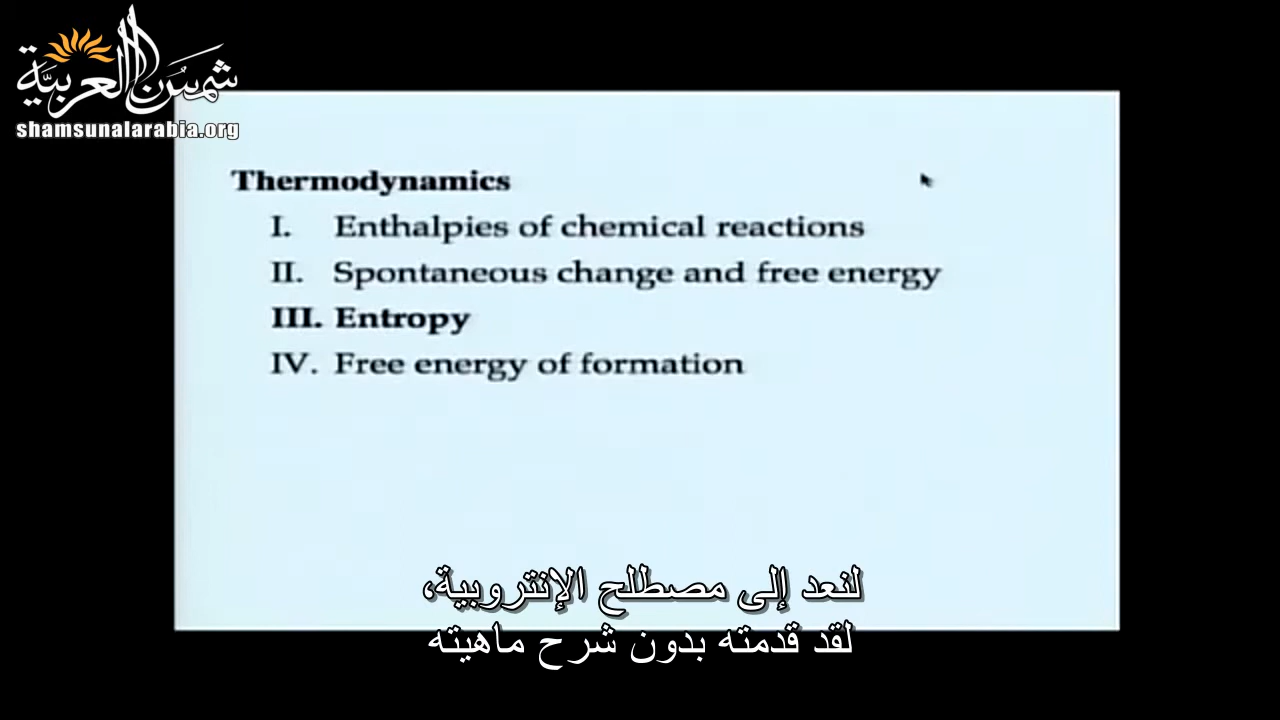 شمس العربية
shamsunalarabia.org
Thermodynamics
I. Enthalpies of chemical reactions
II. Spontaneous change and free energy
III. Entropy
IV. Free energy of formation
لنعد إلى مصطلح الإنتروبية،
لقد قدمته بدون شرح ماهيته